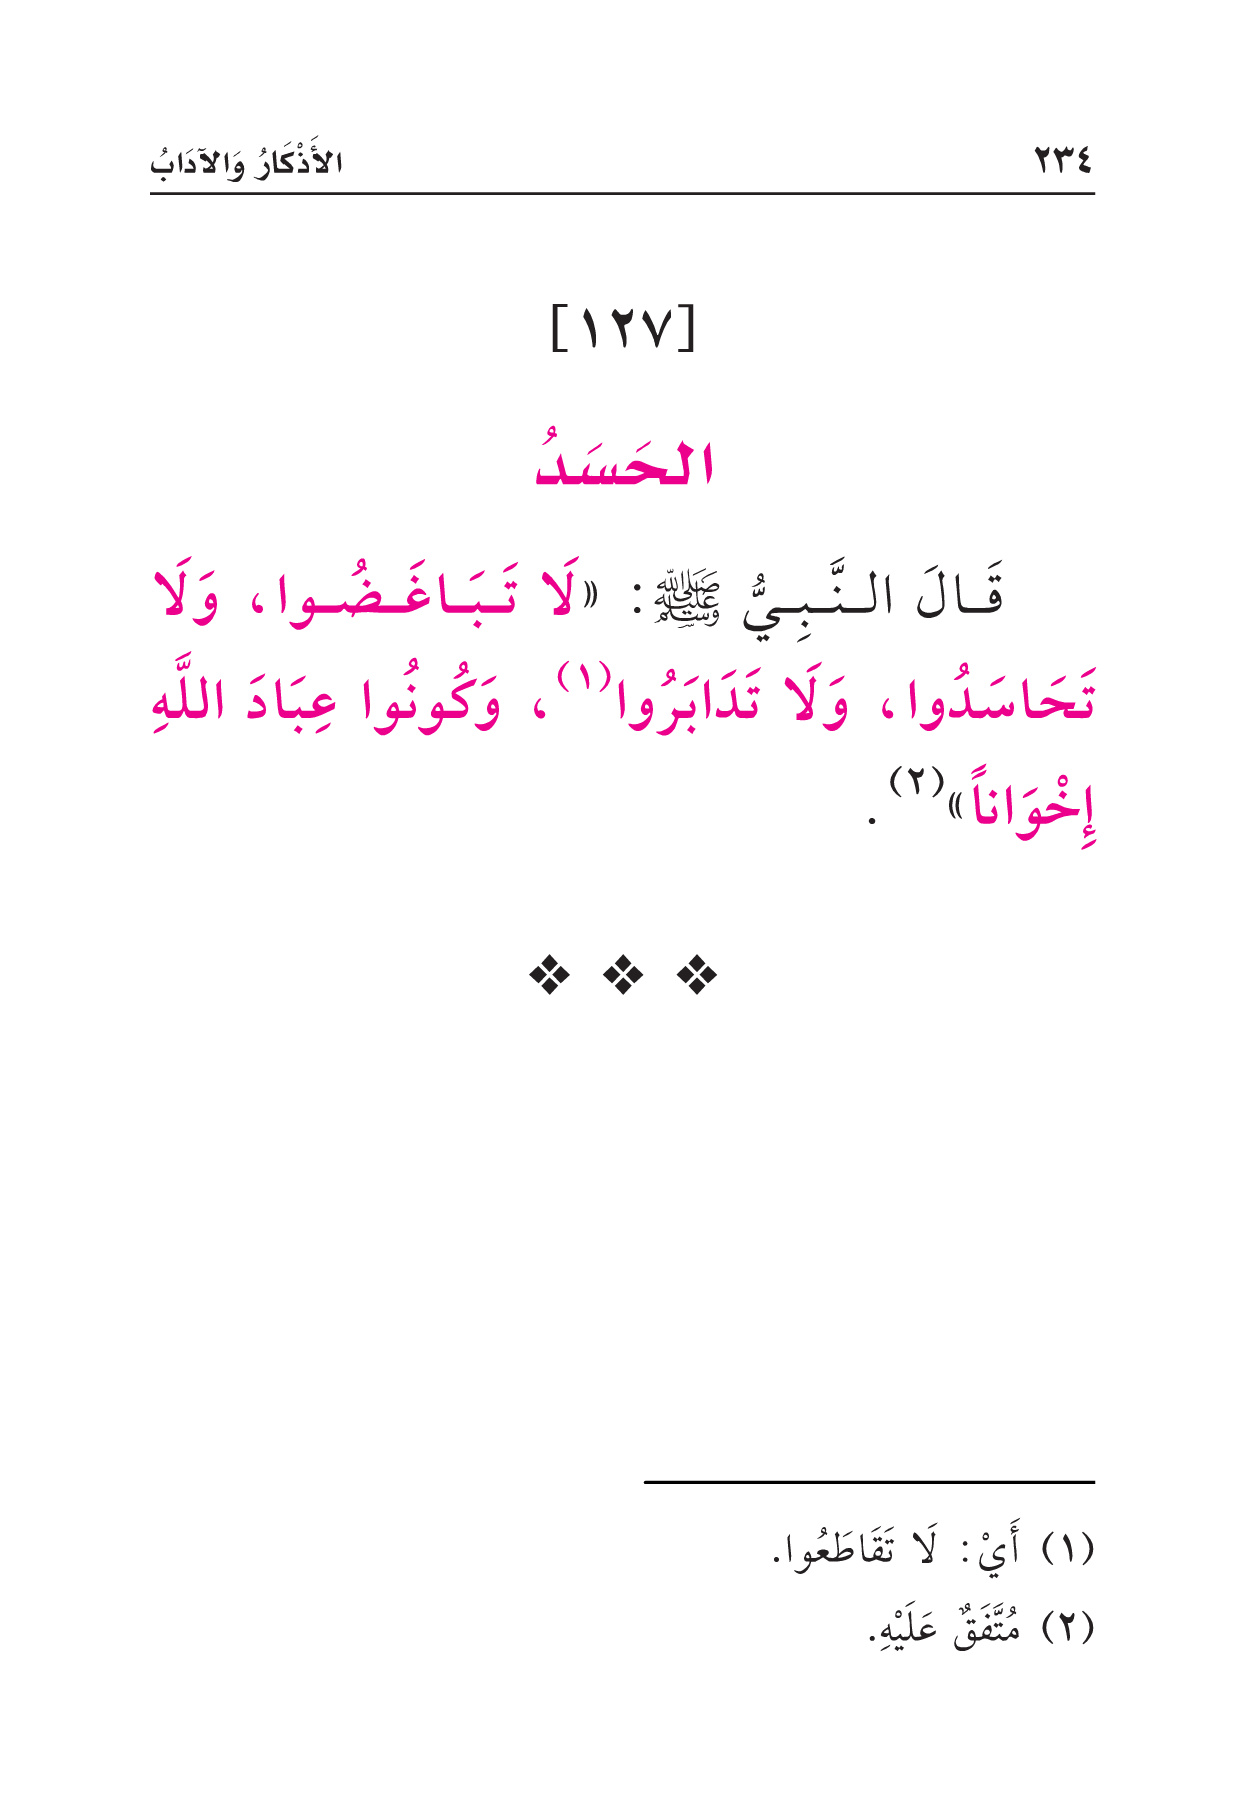 ٢٣٤ الأَذْكَارُ وَالآدَابُ
[١٢٧]
الحَسَدُ
قَالَ النَّبِيُّ ﷺ: «لَا تَبَاغَضُوا، وَلَا
تَحَاسَدُوا، وَلَا تَدَابَرُوا(١)، وَكُونُوا عِبَادَ اللَّهِ
إِخْوَاناً»(٢).
(١) أَيْ: لَا تَقَاطَعُوا.
(٢) مُتَّفَقٌ عَلَيْهِ.